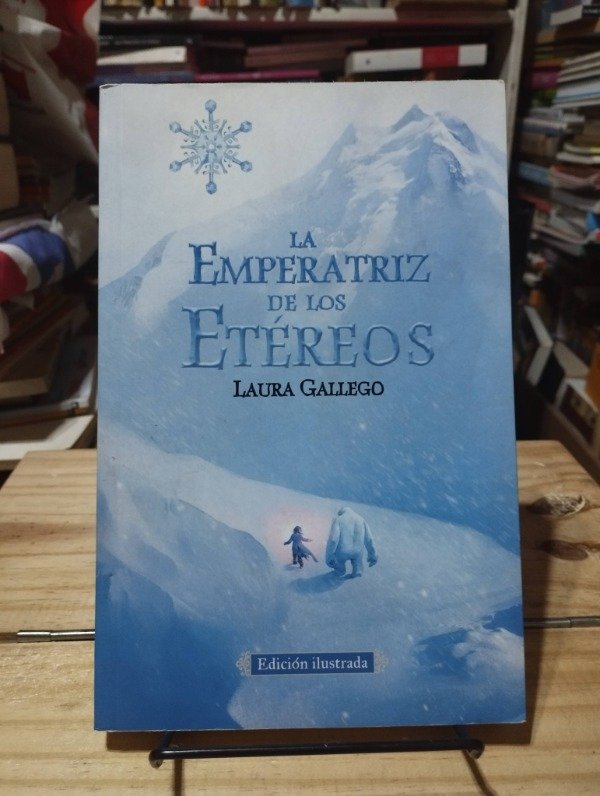 LA
EMPERATRIZ
DE LOS
ETÉREOS
LAURA GALLEGO
Edición ilustrada